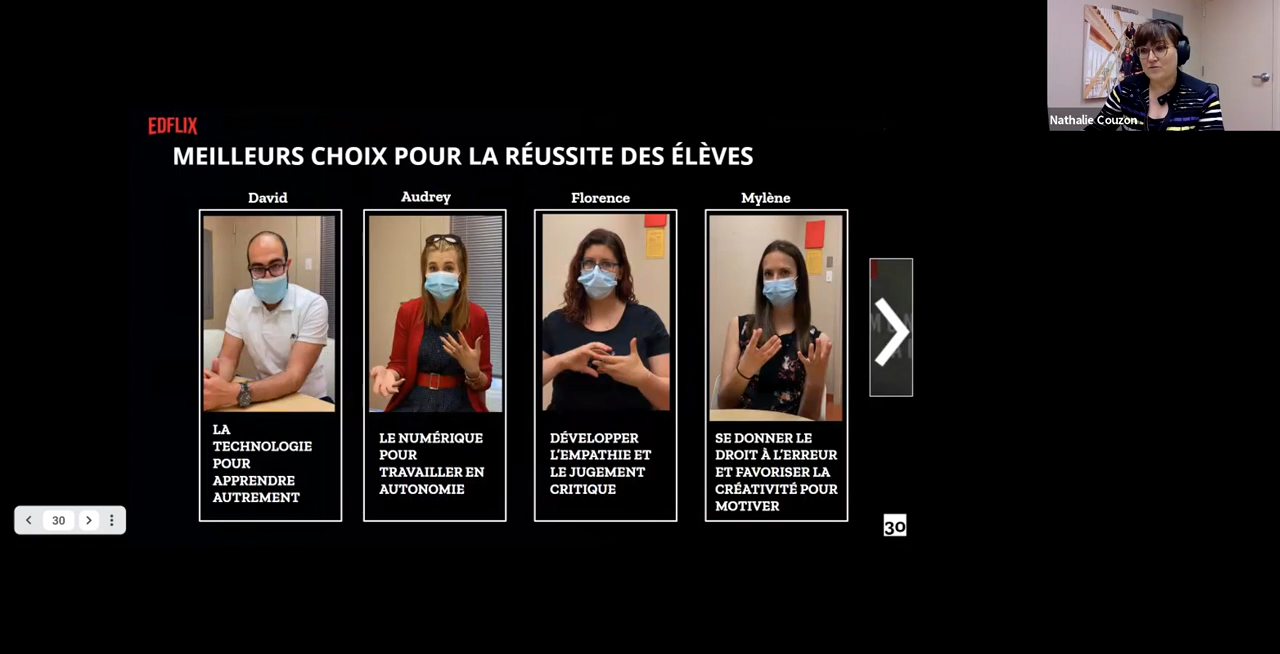 EDFLIX
MEILLEURS CHOIX POUR LA RÉUSSITE DES ÉLÈVES
David
Audrey
Florence
Mylène
LA
TECHNOLOGIE
POUR
APPRENDRE
AUTREMENT
LE NUMÉRIQUE
POUR
TRAVAILLER EN
AUTONOMIE
DÉVELOPPER
L'EMPATHIE ET
LE JUGEMENT
CRITIQUE
SE DONNER LE
DROIT À L'ERREUR
ET FAVORISER LA
CRÉATIVITÉ POUR
MOTIVER
30
30
Nathalie Couzon